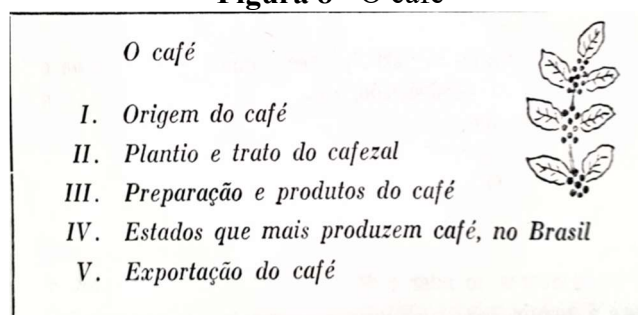 Figura 8 - O café
O café
I. Origem do café
II. Plantio e trato do cafezal
III. Preparação e produtos do café
IV. Estados que mais produzem café, no Brasil
V. Exportação do café